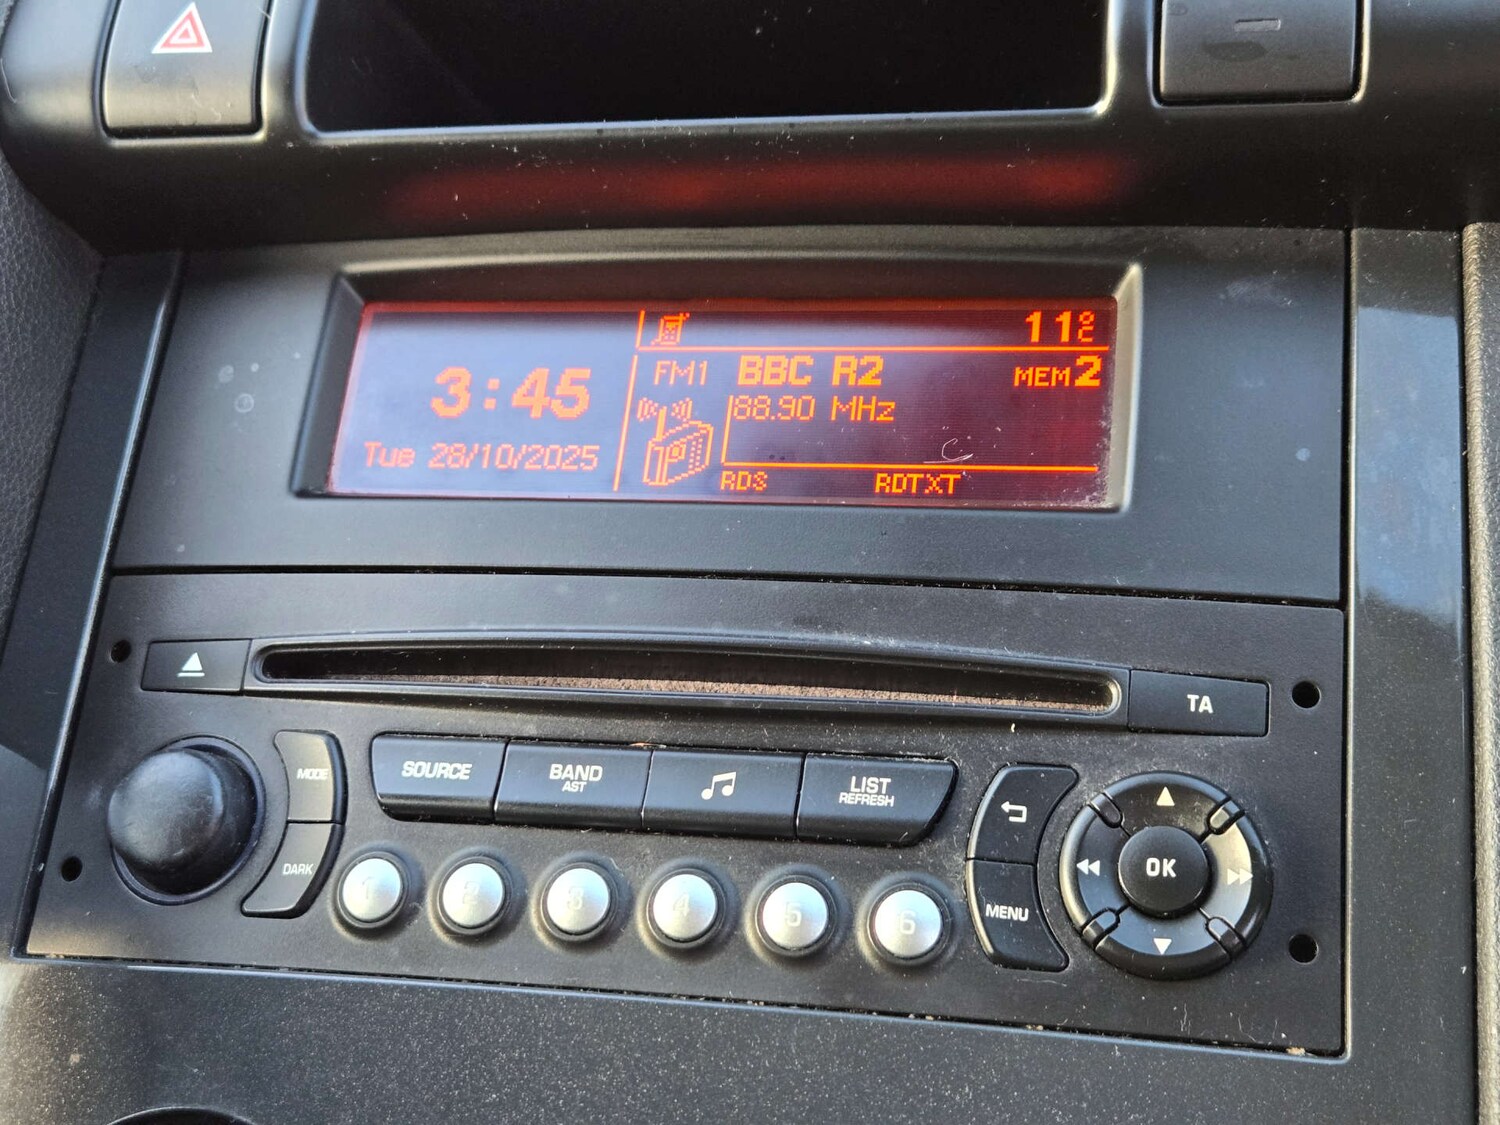 11°C
3:45
Tue 28/10/2025
FM1 BBC R2 MEM2
88.90 MHz
RDS RDTXT
TA
MODE
DARK
SOURCE
BAND
AST
LIST
REFRESH
1 2 3 4 5 6
MENU
OK